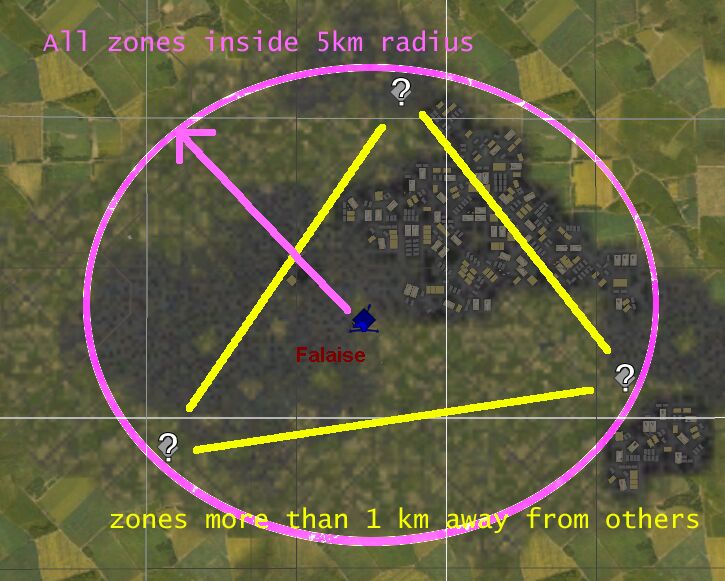 All zones inside 5km radius
?
Falaise
?
?
zones more than 1 km away from others